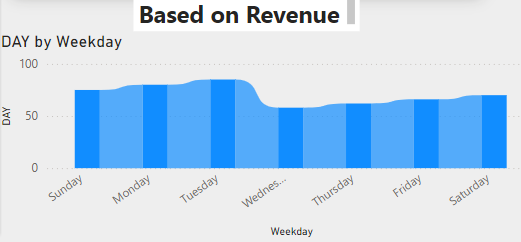 Based on Revenue
DAY by Weekday
100
50
0
DAY
Sunday
Monday
Tuesday
Wednes...
Thursday
Friday
Saturday
Weekday